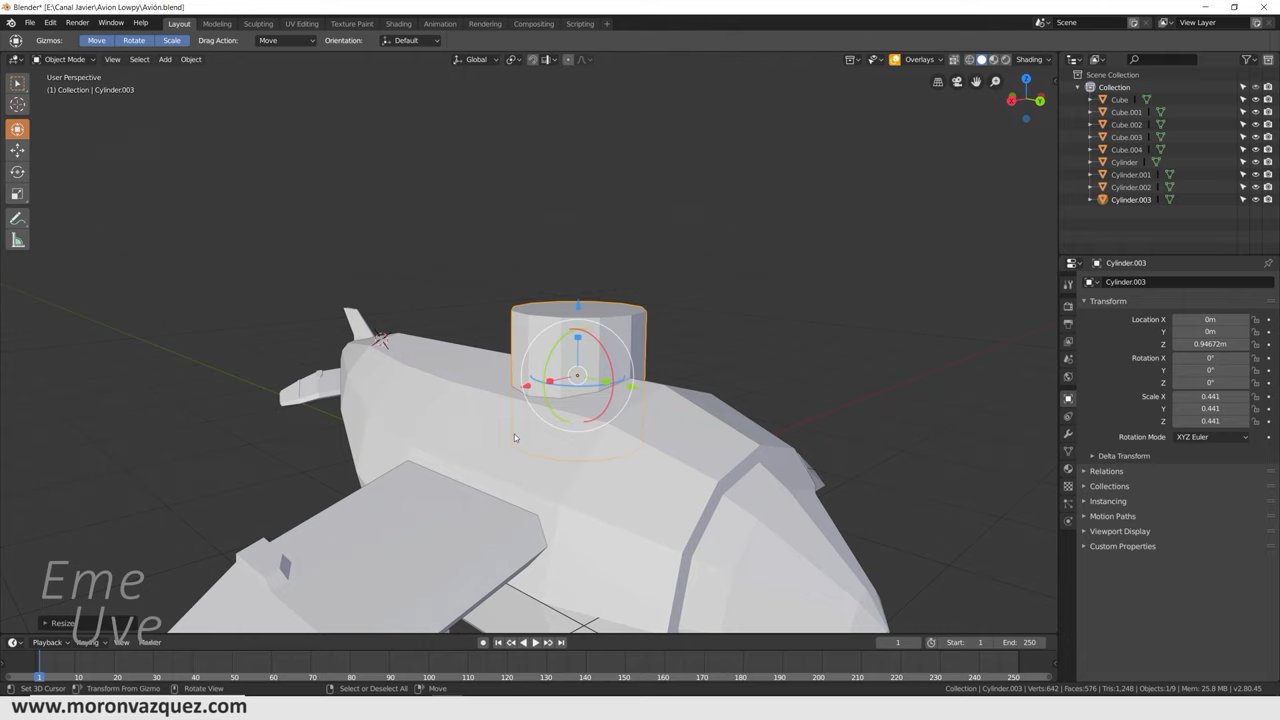 Blender* [E:\Canal Javier\Avion Lowpy\Avión.blend]
File Edit Render Window Help Layout Modeling Sculpting UV Editing Texture Paint Shading Animation Rendering Compositing Scripting + Scene View Layer
Gizmos: Move Rotate Scale Drag Action: Move Orientation: Default
Object Mode View Select Add Object Global Overlays Shading
User Perspective
(1) Collection | Cylinder.003
Z
X
Y
Scene Collection
Collection
Cube
Cube.001
Cube.002
Cube.003
Cube.004
Cylinder
Cylinder.001
Cylinder.002
Cylinder.003
Cylinder.003
Cylinder.003
Transform
Location X 0m
Y 0m
Z 0.94672m
Rotation X 0°
Y 0°
Z 0°
Scale X 0.441
Y 0.441
Z 0.441
Rotation Mode XYZ Euler
Delta Transform
Relations
Collections
Instancing
Motion Paths
Viewport Display
Custom Properties
Eme
Uve
Resize
Playback Keying View Marker 1 Start: 1 End: 250
1 10 20 30 40 50 60 70 80 90 100 110 120 130 140 150 160 170 180 190 200 210 220 230 240 250
Set 3D Cursor Transform From Gizmo Rotate View Select or Deselect All Move Collection | Cylinder.003 | Verts:642 | Faces:576 | Tris:1,248 | Objects:1/9 | Mem: 25.8 MB | v2.80.45
www.moronvazquez.com